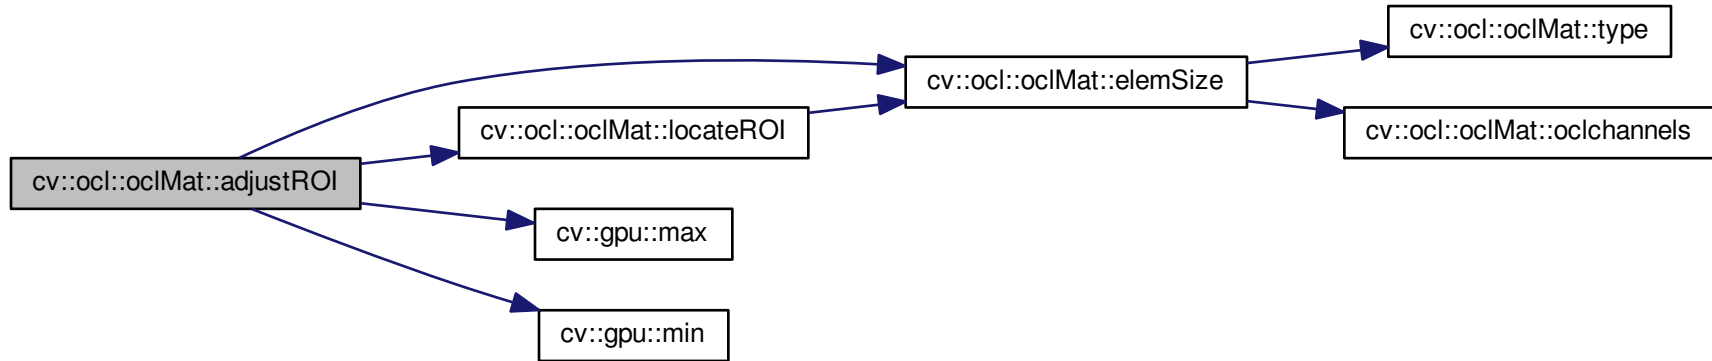 cv::ocl::oclMat::type
cv::ocl::oclMat::elemSize
cv::ocl::oclMat::locateROI
cv::ocl::oclMat::oclchannels
cv::ocl::oclMat::adjustROI
cv::gpu::max
cv::gpu::min